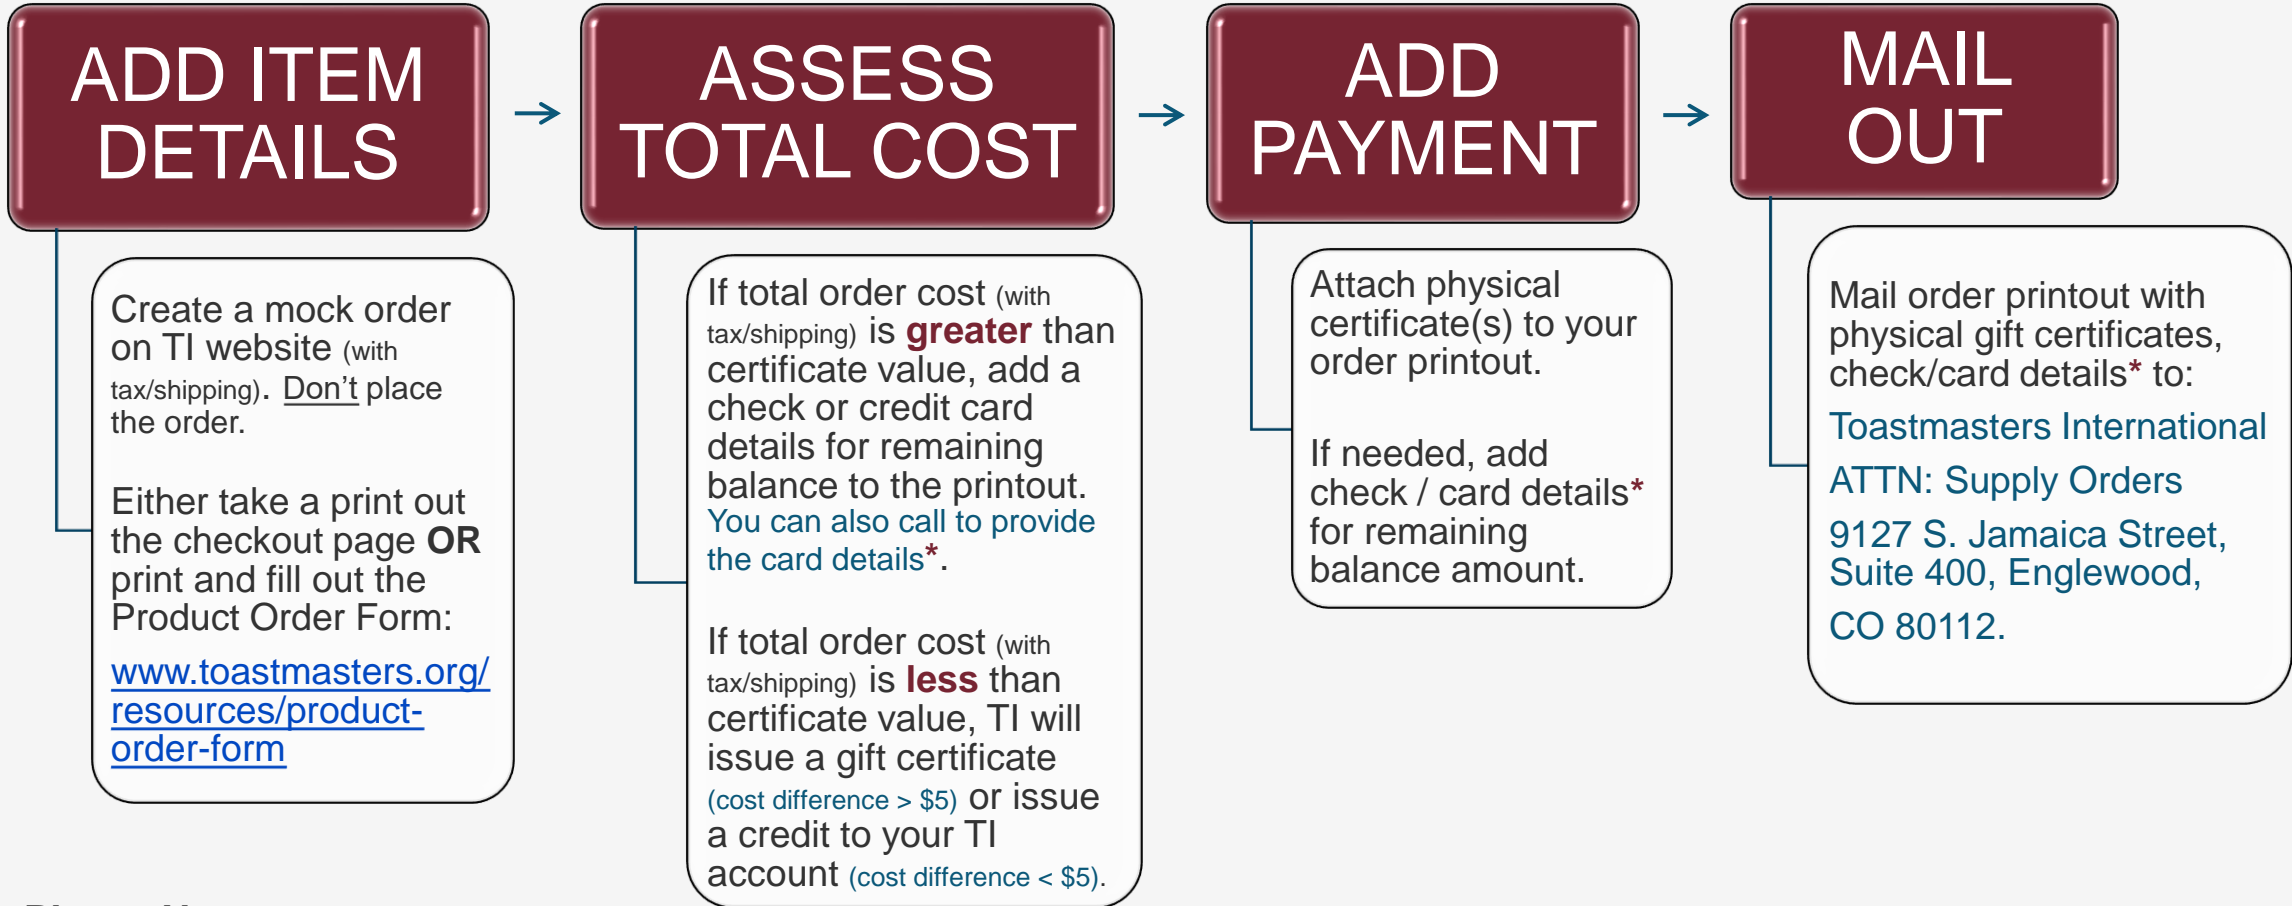 ADD ITEM
DETAILS
Create a mock order
on TI website (with
tax/shipping). Don't place
the order.
Either take a print out
the checkout page OR
print and fill out the
Product Order Form:
www.toastmasters.org/
resources/product-
order-form
ASSESS
TOTAL COST
If total order cost (with
tax/shipping) is greater than
certificate value, add a
check or credit card
details for remaining
balance to the printout.
You can also call to provide
the card details*.
If total order cost (with
tax/shipping) is less than
certificate value, TI will
issue a gift certificate
(cost difference > $5) or issue
a credit to your TI
account (cost difference < $5).
ADD
PAYMENT
Attach physical
certificate(s) to your
order printout.
If needed, add
check / card details*
for remaining
balance amount.
MAIL
OUT
Mail order printout with
physical gift certificates,
check/card details* to:
Toastmasters International
ATTN: Supply Orders
9127 S. Jamaica Street,
Suite 400, Englewood,
CO 80112.